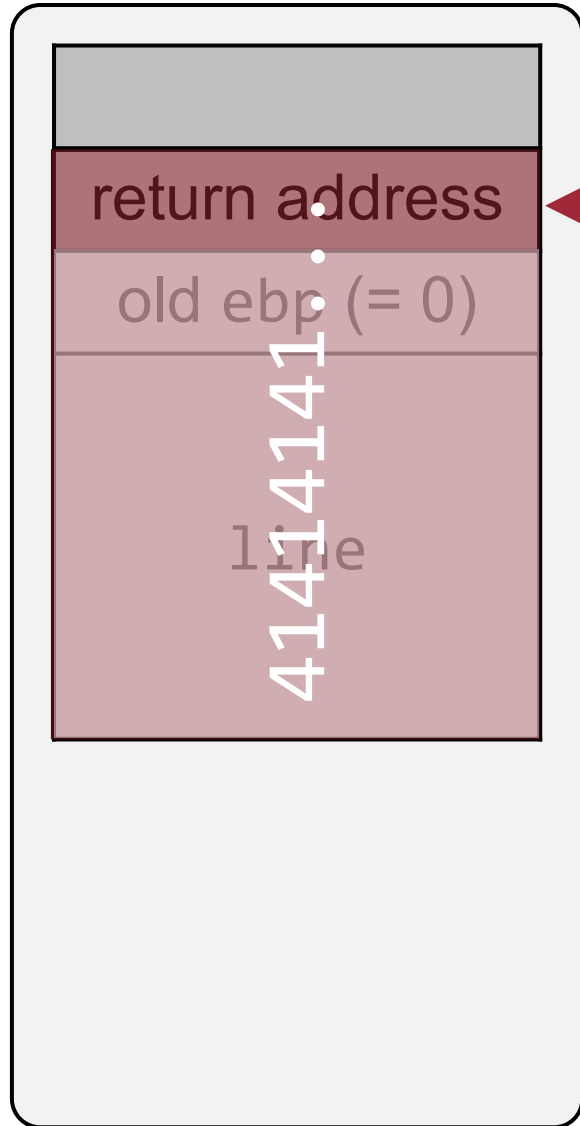 return address
old ebp (= 0)
line
41414141...